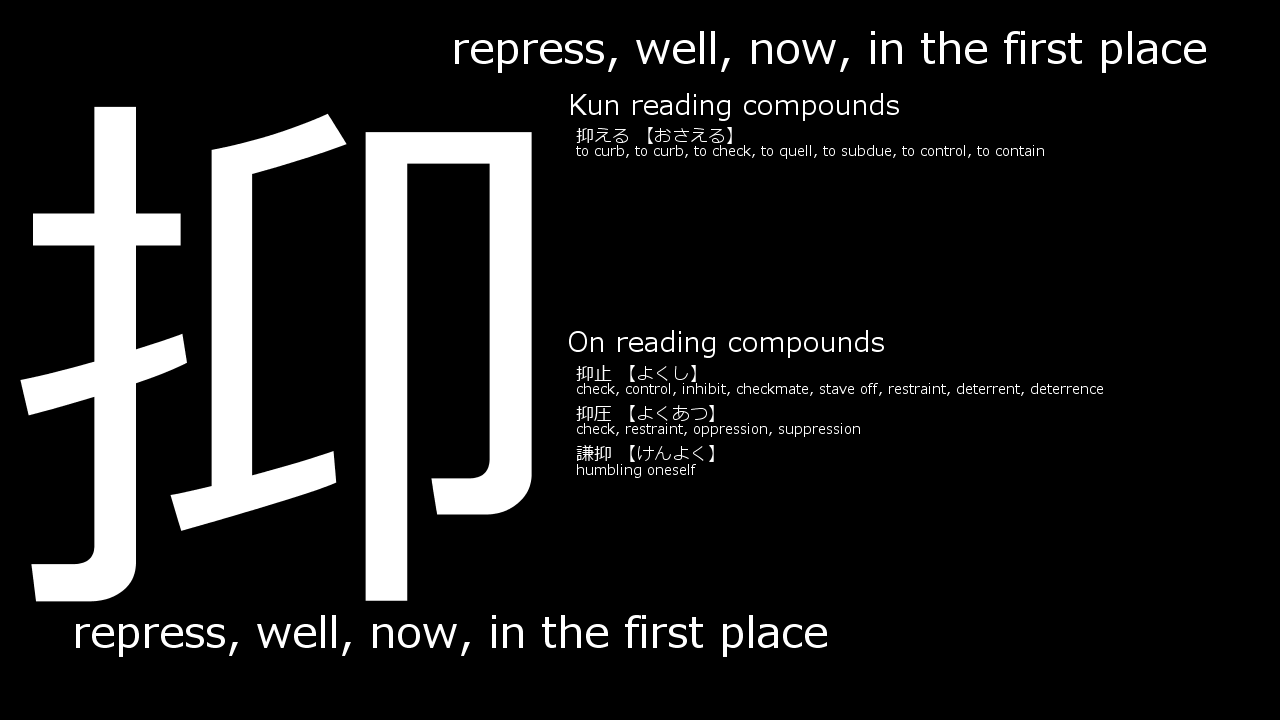 repress, well, now, in the first place
抑
Kun reading compounds
抑える 【おさえる】
to curb, to curb, to check, to quell, to subdue, to control, to contain
On reading compounds
抑止 【よくし】
check, control, inhibit, checkmate, stave off, restraint, deterrent, deterrence
抑圧 【よくあつ】
check, restraint, oppression, suppression
謙抑 【けんよく】
humbling oneself
repress, well, now, in the first place